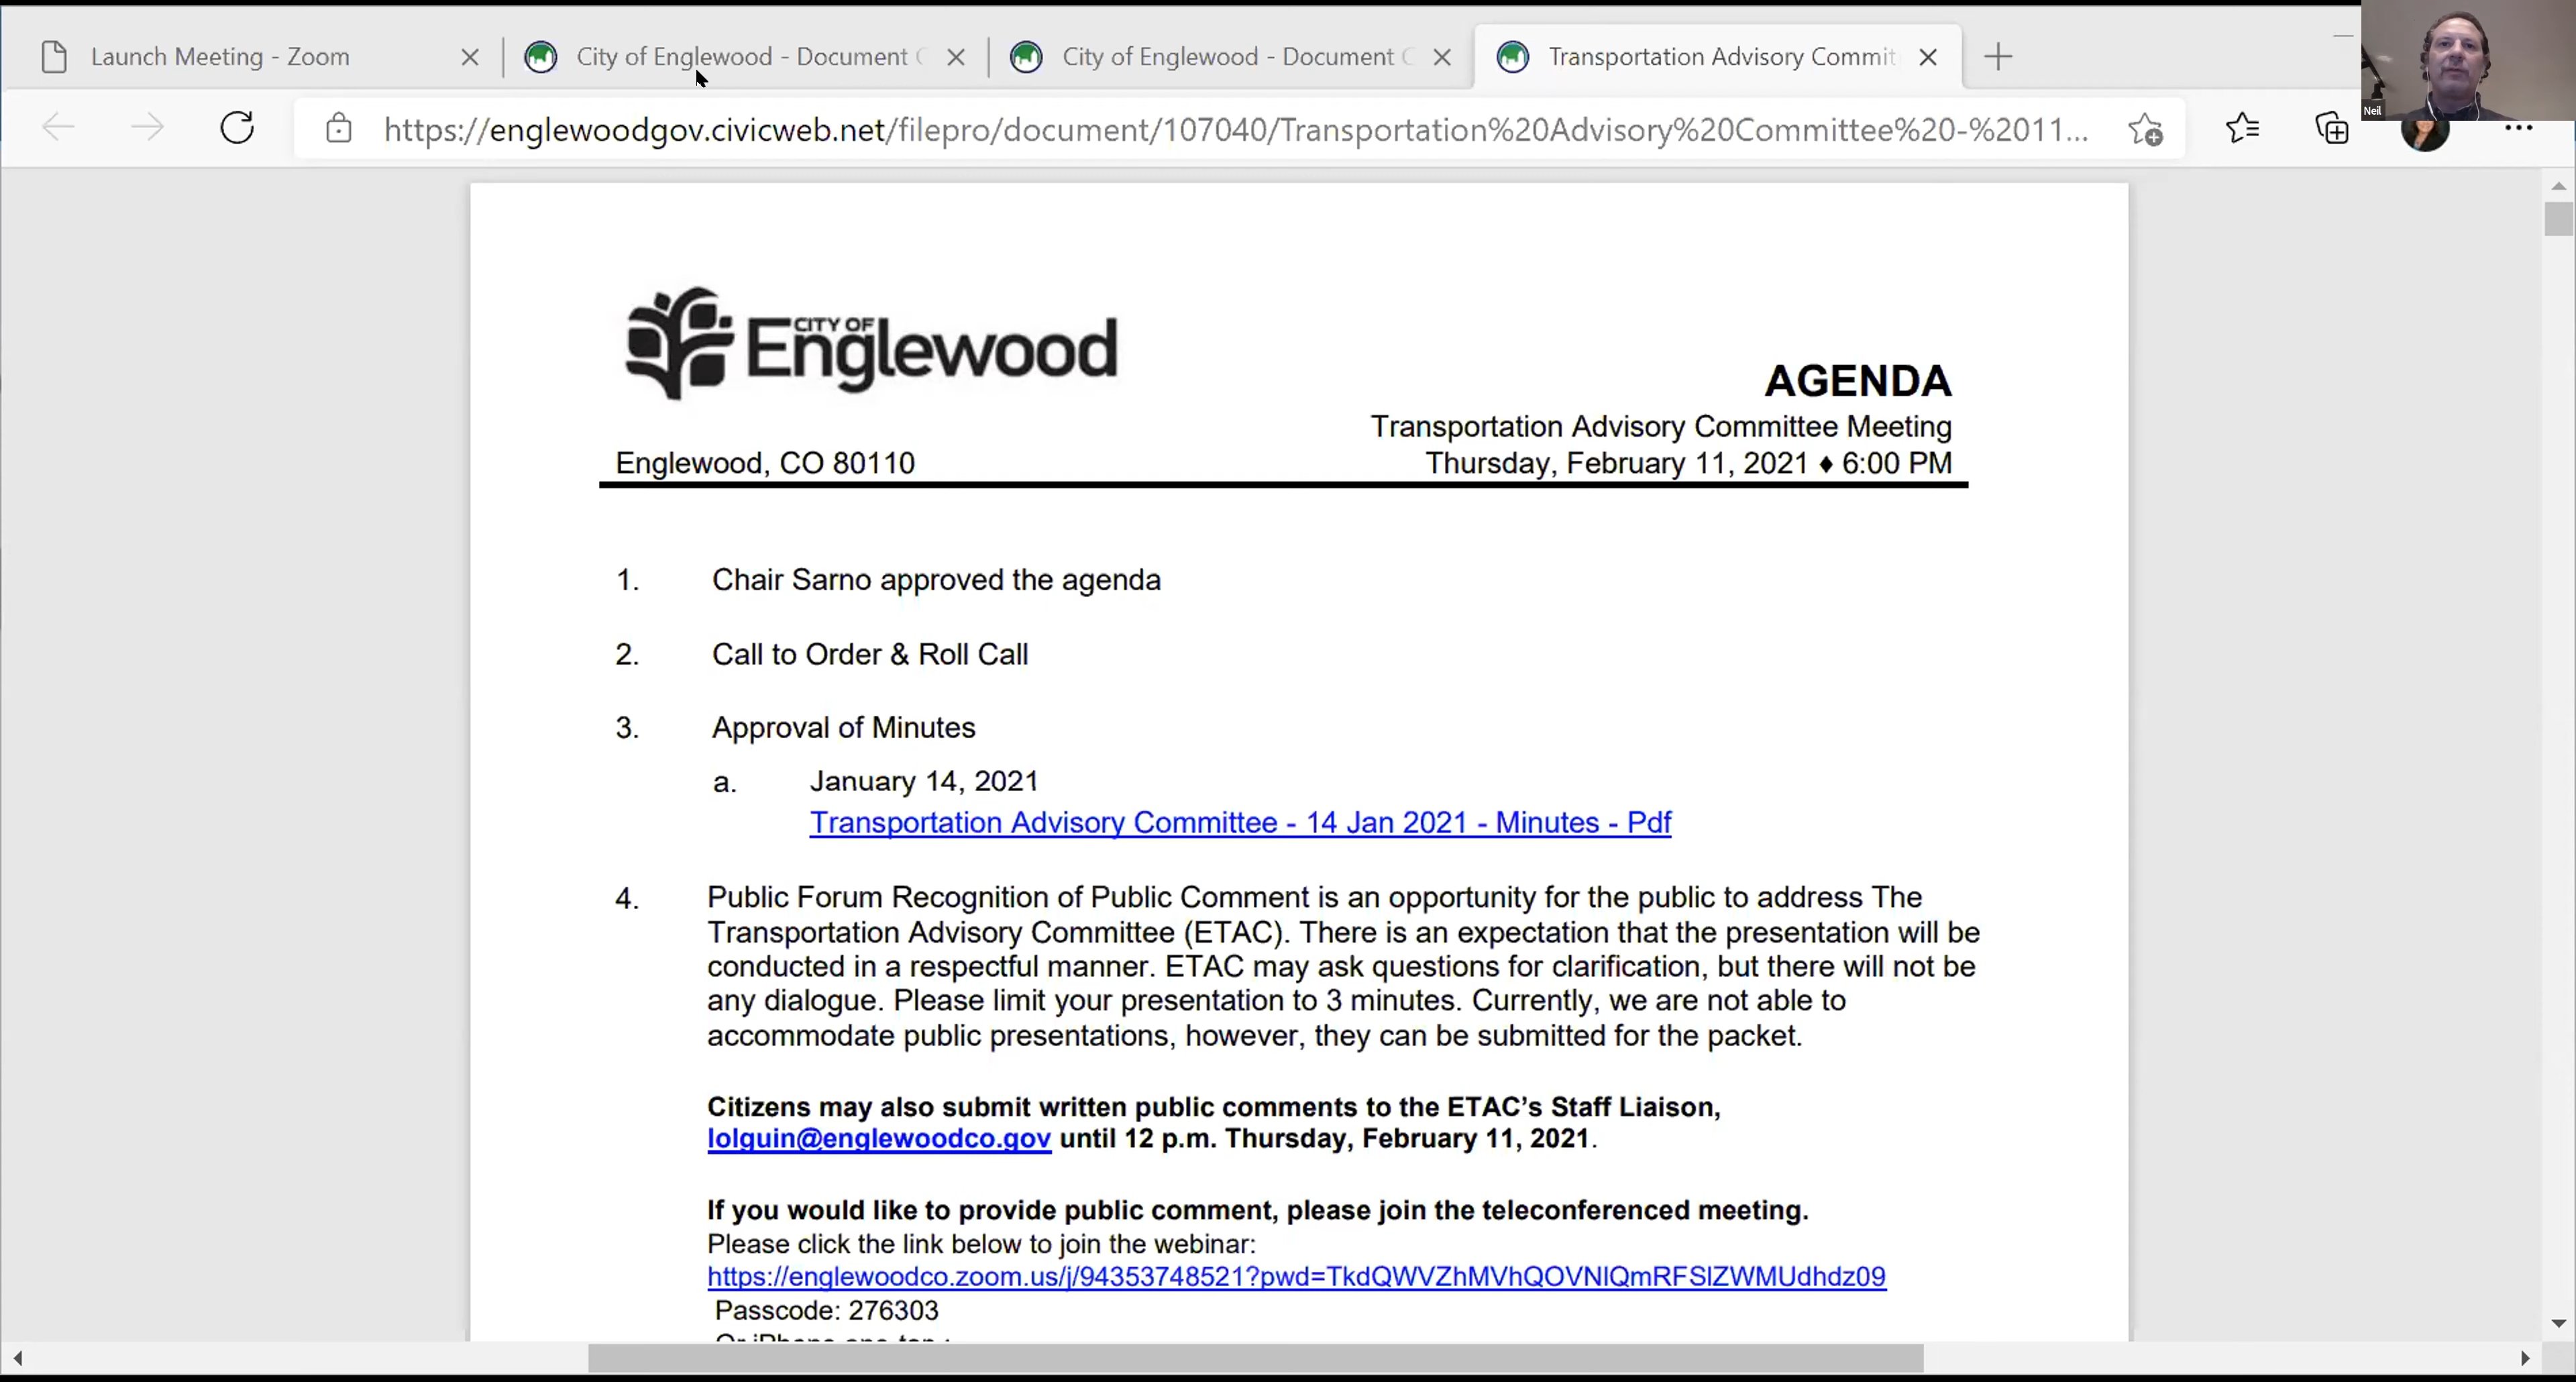 Launch Meeting - Zoom
City of Englewood - Document
City of Englewood - Document
Transportation Advisory Commit
Neil
https://englewoodgov.civicweb.net/filepro/document/107040/Transportation%20Advisory%20Committee%20-%2011...
CITY OF
Englewood
AGENDA
Transportation Advisory Committee Meeting
Englewood, CO 80110
Thursday, February 11, 2021 ♦ 6:00 PM
1. Chair Sarno approved the agenda
2. Call to Order & Roll Call
3. Approval of Minutes
a. January 14, 2021
Transportation Advisory Committee - 14 Jan 2021 - Minutes - Pdf
4. Public Forum Recognition of Public Comment is an opportunity for the public to address The
Transportation Advisory Committee (ETAC). There is an expectation that the presentation will be
conducted in a respectful manner. ETAC may ask questions for clarification, but there will not be
any dialogue. Please limit your presentation to 3 minutes. Currently, we are not able to
accommodate public presentations, however, they can be submitted for the packet.
Citizens may also submit written public comments to the ETAC’s Staff Liaison,
lolguin@englewoodco.gov until 12 p.m. Thursday, February 11, 2021.
If you would like to provide public comment, please join the teleconferenced meeting.
Please click the link below to join the webinar:
https://englewoodco.zoom.us/j/94353748521?pwd=TkdQWVZhMVhQOVNIQmRFSlZWMUdhdz09
Passcode: 276303